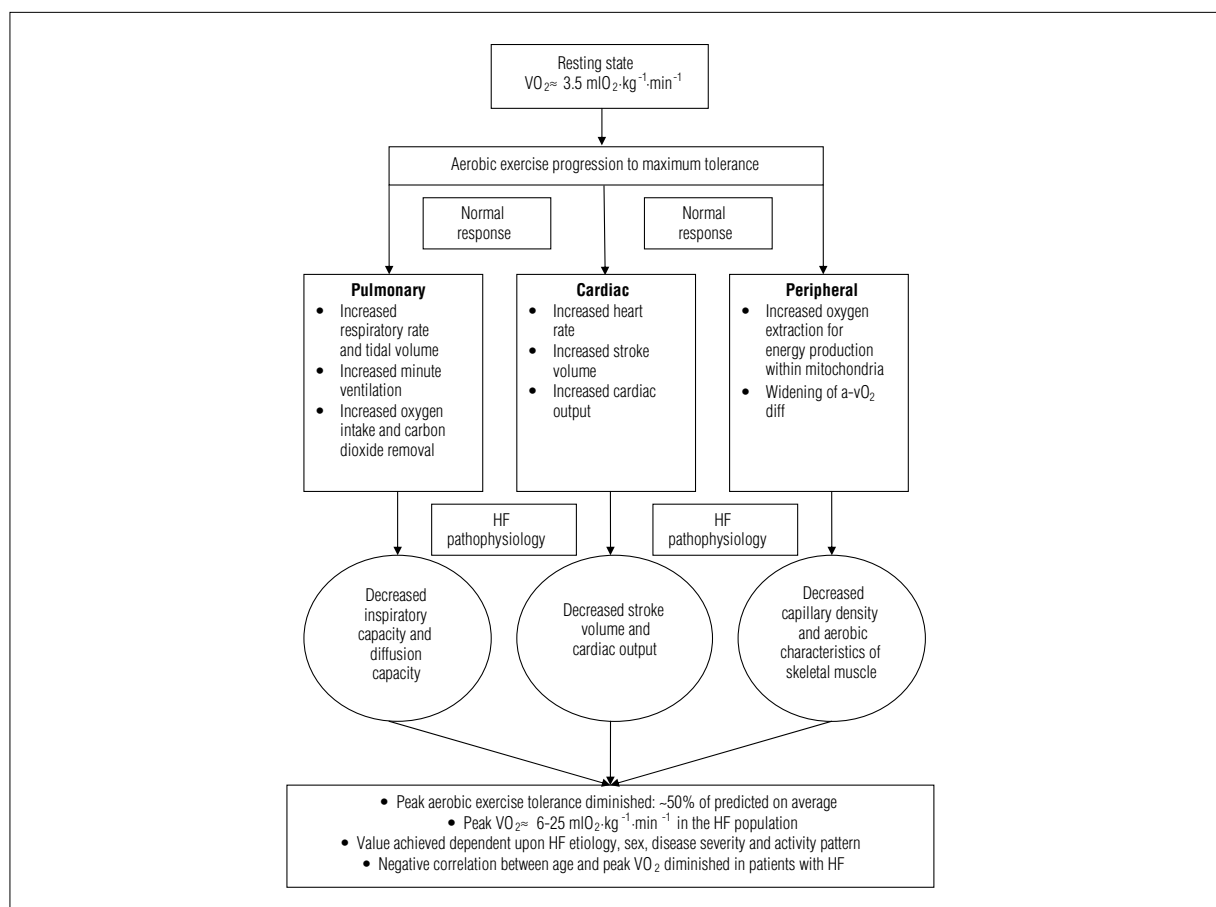 Resting state
VO₂≈ 3.5 mlO₂·kg⁻¹·min⁻¹
Aerobic exercise progression to maximum tolerance
Normal
response
Normal
response
Pulmonary
• Increased
respiratory rate
and tidal volume
• Increased minute
ventilation
• Increased oxygen
intake and carbon
dioxide removal
Cardiac
• Increased heart
rate
• Increased stroke
volume
• Increased cardiac
output
Peripheral
• Increased oxygen
extraction for
energy production
within mitochondria
• Widening of a-vO₂
diff
HF
pathophysiology
HF
pathophysiology
Decreased
inspiratory
capacity and
diffusion
capacity
Decreased stroke
volume and
cardiac output
Decreased
capillary density
and aerobic
characteristics of
skeletal muscle
• Peak aerobic exercise tolerance diminished: ~50% of predicted on average
• Peak VO₂≈ 6-25 mlO₂·kg⁻¹·min⁻¹ in the HF population
• Value achieved dependent upon HF etiology, sex, disease severity and activity pattern
• Negative correlation between age and peak VO₂ diminished in patients with HF